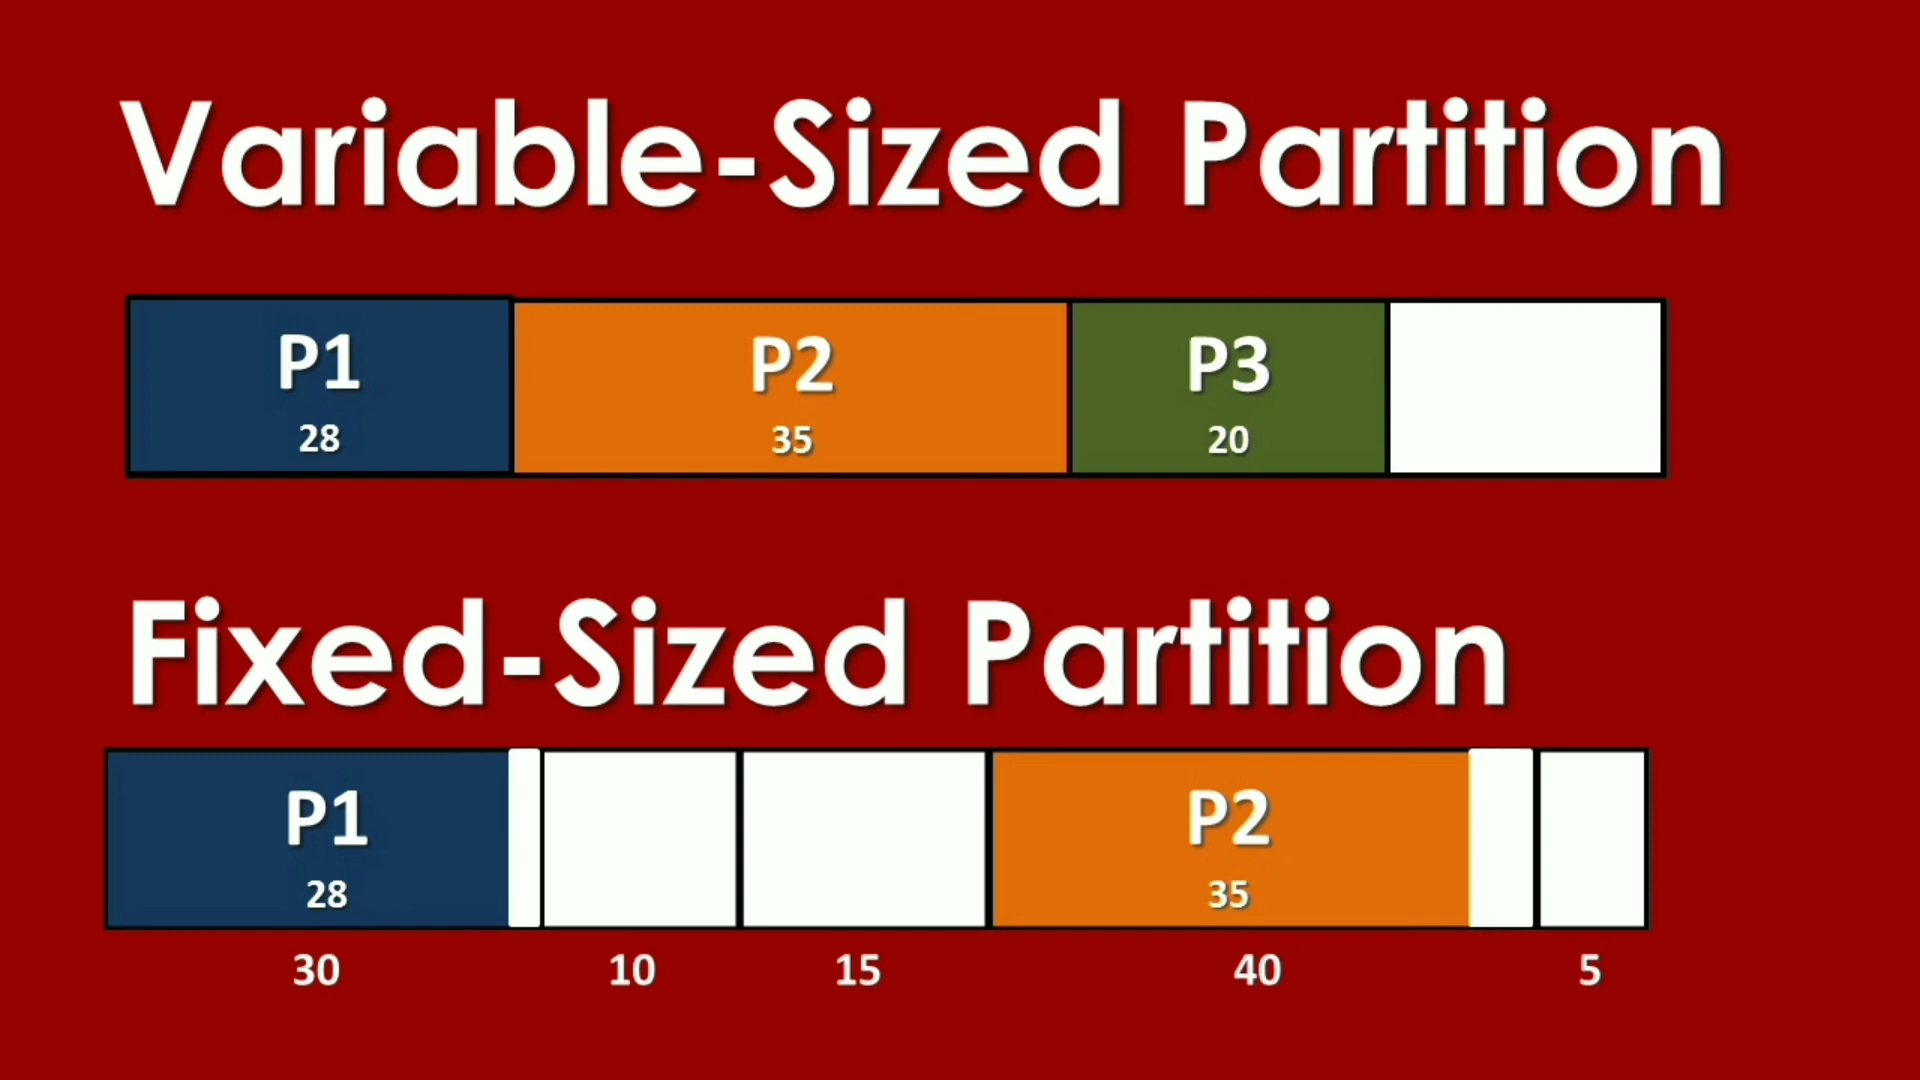 Variable-Sized Partition
P1 P2 P3
28 35 20
Fixed-Sized Partition
P1 P2
28 35
30 10 15 40 5